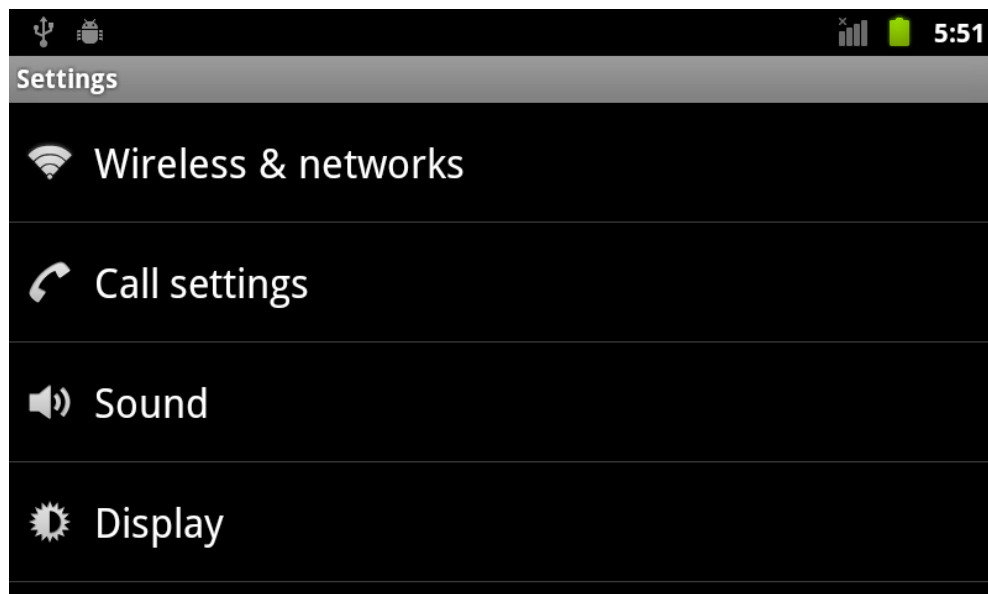 5:51
Settings
Wireless & networks
Call settings
Sound
Display